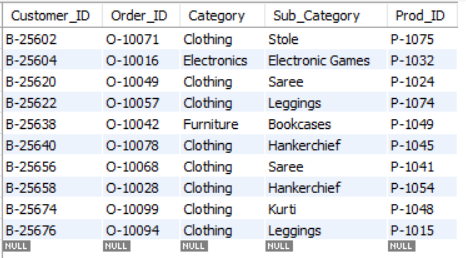 Customer_ID Order_ID Category Sub_Category Prod_ID
B-25602 O-10071 Clothing Stole P-1075
B-25604 O-10016 Electronics Electronic Games P-1032
B-25620 O-10049 Clothing Saree P-1024
B-25622 O-10057 Clothing Leggings P-1074
B-25638 O-10042 Furniture Bookcases P-1049
B-25640 O-10078 Clothing Hankerchief P-1045
B-25656 O-10068 Clothing Saree P-1041
B-25658 O-10028 Clothing Hankerchief P-1054
B-25674 O-10099 Clothing Kurti P-1048
B-25676 O-10094 Clothing Leggings P-1015
NULL NULL NULL NULL NULL